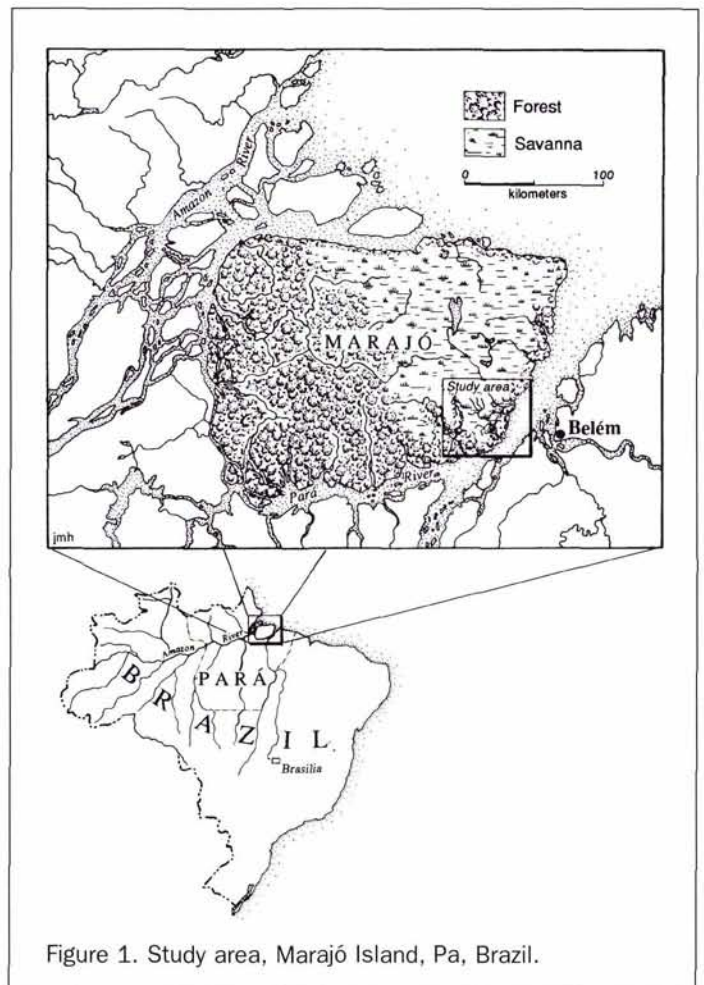 Forest
Savanna
0 100
kilometers
Amazon River
MARAJÓ
Study area
Belém
Pará River
jmh
Amazon River
PARÁ
BRAZIL
Brasilia
Figure 1. Study area, Marajó Island, Pa, Brazil.